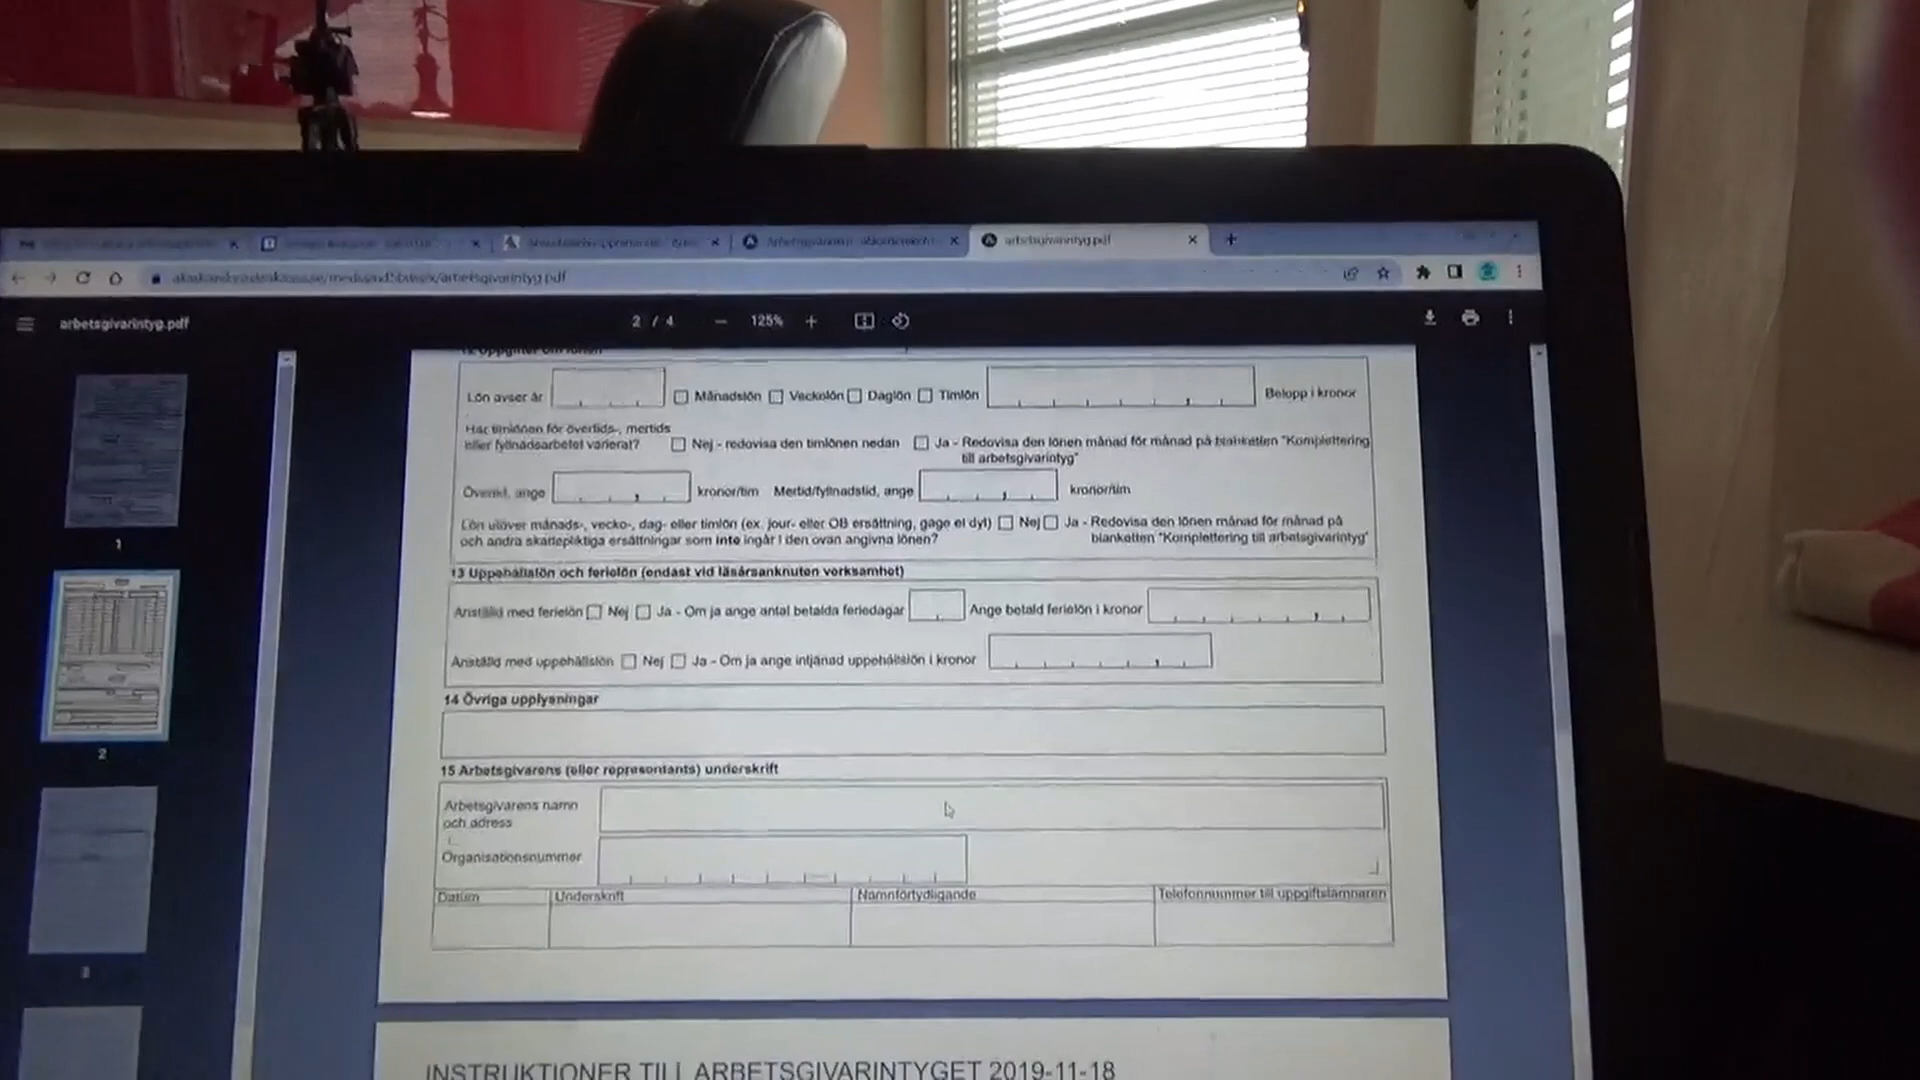 arbetsgivarintyg.pdf
arbetsgivarintyg.pdf
2 / 4
125%
Lön avser år
Månadslön
Veckolön
Daglön
Timlön
Belopp i kronor
Har timlönen för övertids-, mertids
eller fyllnadsarbetet varierat?
Nej - redovisa den timlönen nedan
Ja - Redovisa den lönen månad för månad på blanketten "Komplettering
till arbetsgivarintyg"
Övertid, ange
kronor/tim
Mertid/fyllnadstid, ange
kronor/tim
Lön utöver månads-, vecko-, dag- eller timlön (ex. jour- eller OB ersättning, gage el dyl)
Nej
Ja - Redovisa den lönen månad för månad på
och andra skattepliktiga ersättningar som inte ingår i den ovan angivna lönen?
blanketten "Komplettering till arbetsgivarintyg"
13 Uppehållslön och ferielön (endast vid läsårsanknuten verksamhet)
Anställd med ferielön
Nej
Ja - Om ja ange antal betalda feriedagar
Ange betald ferielön i kronor
Anställd med uppehållslön
Nej
Ja - Om ja ange intjänad uppehållslön i kronor
14 Övriga upplysningar
15 Arbetsgivarens (eller representants) underskrift
Arbetsgivarens namn
och adress
Organisationsnummer
Datum
Underskrift
Namnförtydligande
Telefonnummer till uppgiftslämnaren
INSTRUKTIONER TILL ARBETSGIVARINTYGET 2019-11-18
1
2
3